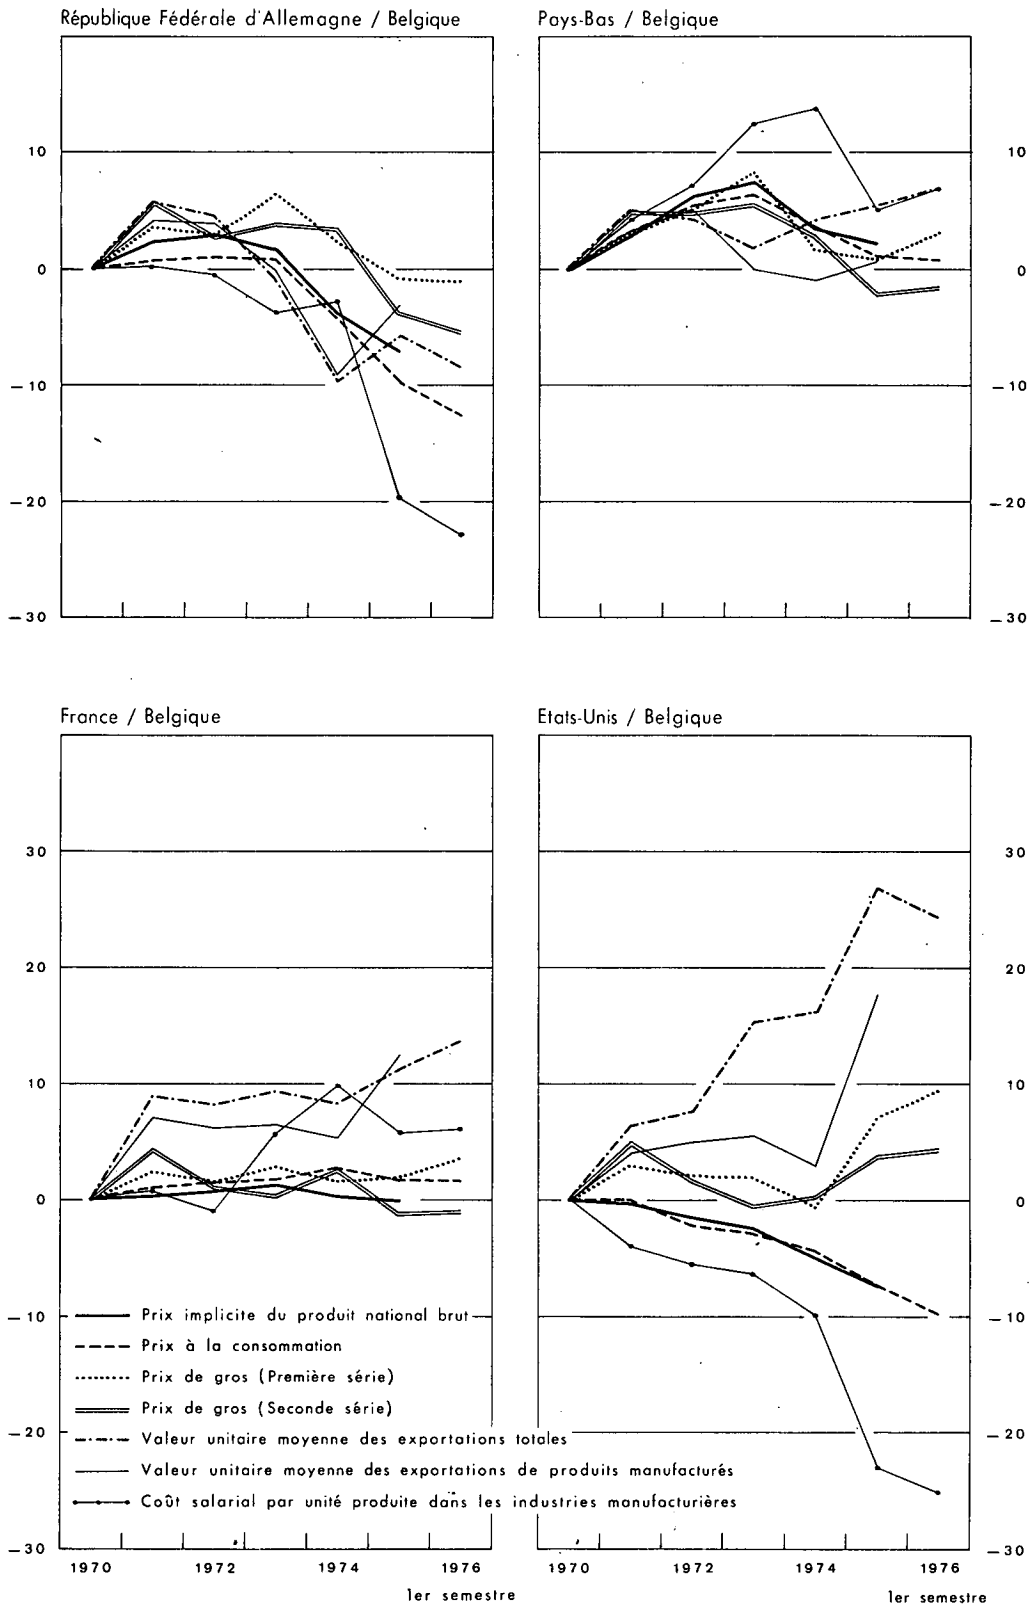 République Fédérale d'Allemagne / Belgique
Pays-Bas / Belgique
10
10
0
0
-10
-10
-20
-20
-30
-30
France / Belgique
Etats-Unis / Belgique
30
30
20
20
10
10
0
0
Prix implicite du produit national brut
-10
-10
Prix à la consommation
Prix de gros (Première série)
Prix de gros (Seconde série)
-20
-20
Valeur unitaire moyenne des exportations totales
Valeur unitaire moyenne des exportations de produits manufacturés
Coût salarial par unité produite dans les industries manufacturières
-30
-30
1970 1972 1974 1976
1970 1972 1974 1976
1er semestre
1er semestre